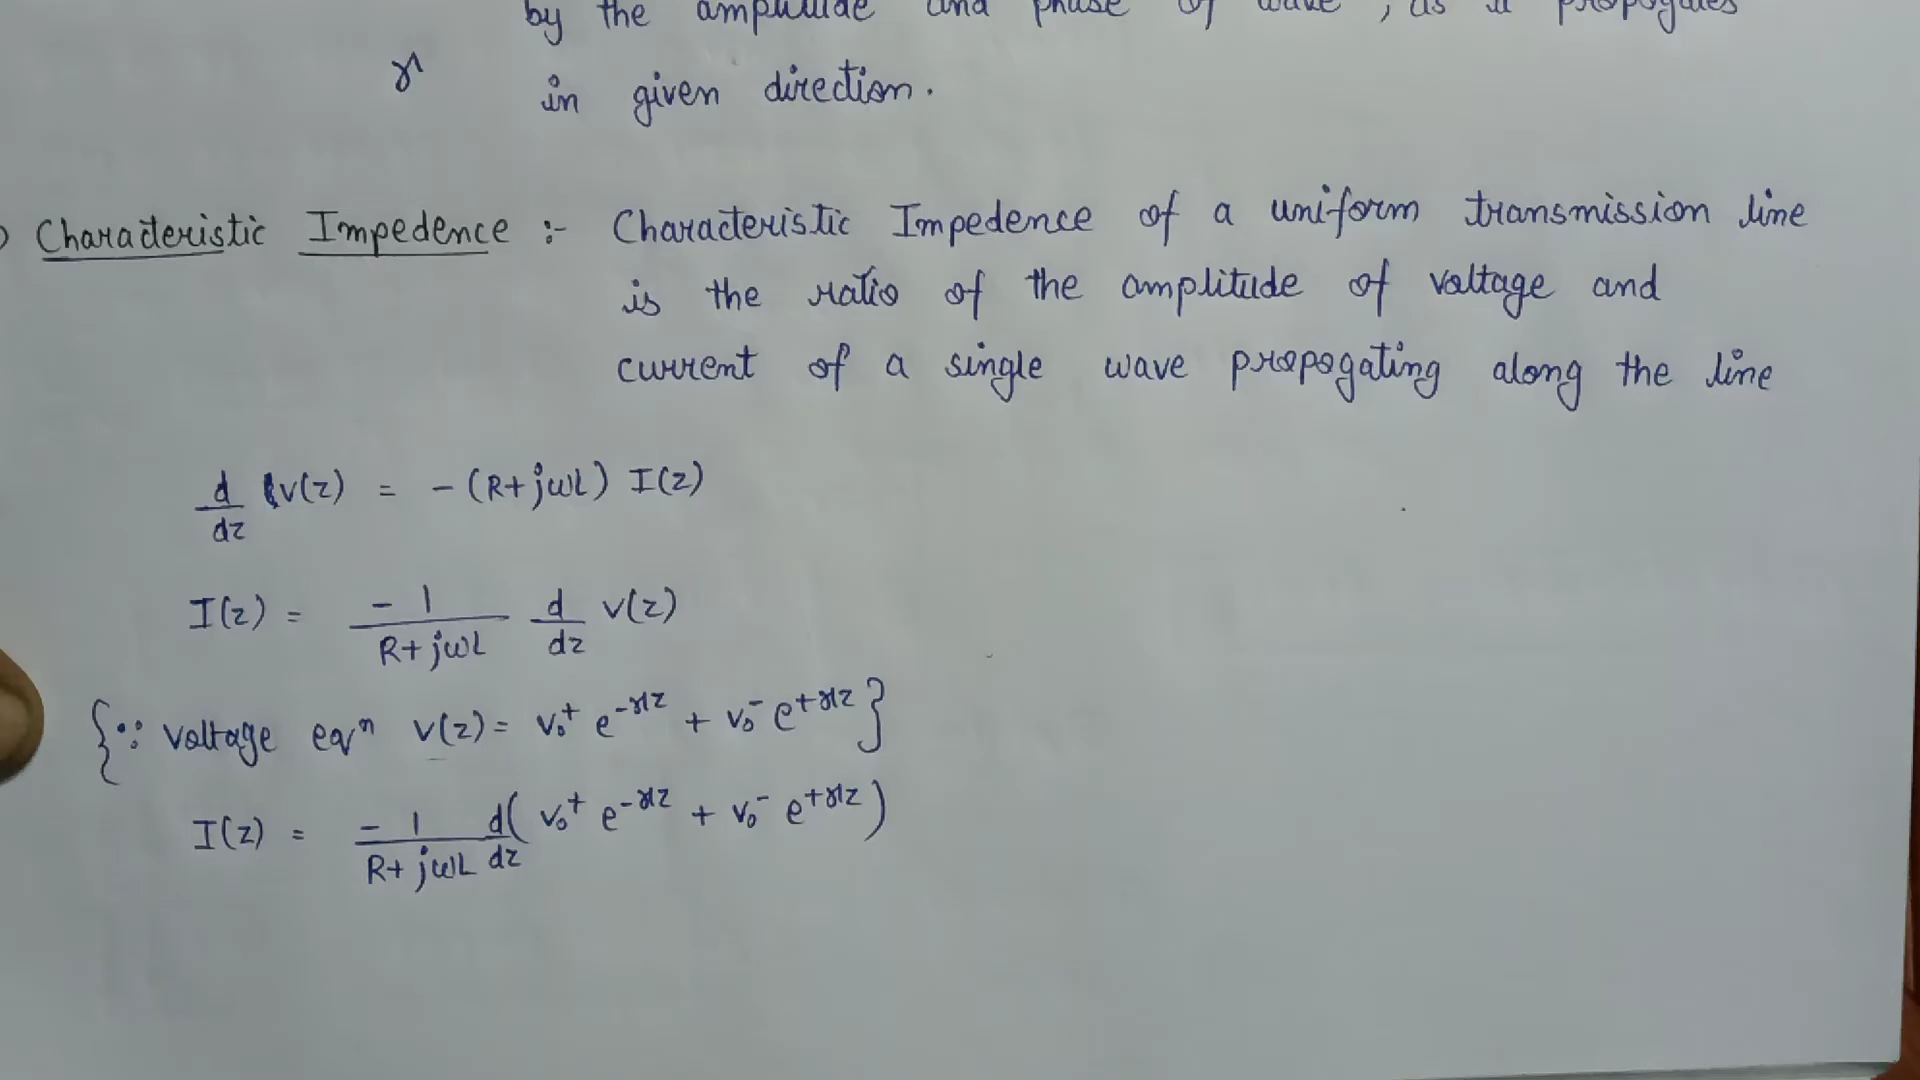 by the amplitude and phase of wave, as it propogates
γ in given direction.
Characteristic Impedence :- Characteristic Impedence of a uniform transmission line
is the ratio of the amplitude of voltage and
current of a single wave propogating along the line
d/dz V(z) = - (R+jωL) I(z)
I(z) = -1/(R+jωL) d/dz V(z)
{∵ voltage eqⁿ V(z) = V₀⁺ e^(-γz) + V₀⁻ e^(+γz)}
I(z) = -1/(R+jωL) d/dz (V₀⁺ e^(-γz) + V₀⁻ e^(+γz))